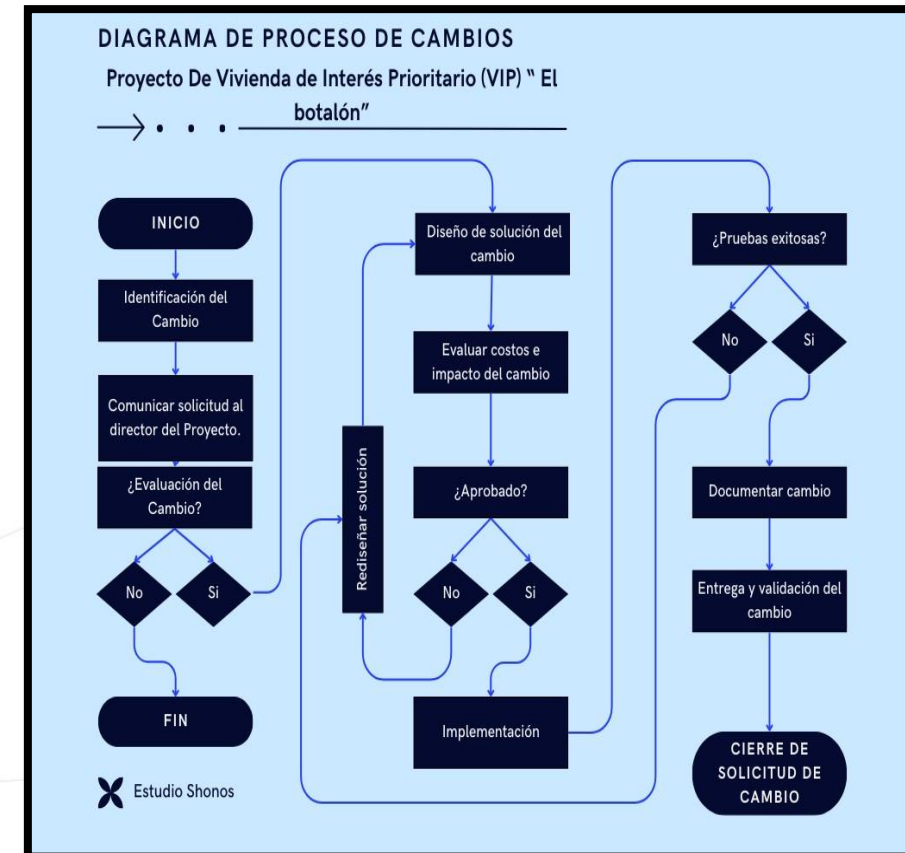 DIAGRAMA DE PROCESO DE CAMBIOS
Proyecto De Vivienda de Interés Prioritario (VIP) “ El
botalón”
INICIO
Identificación del
Cambio
Comunicar solicitud al
director del Proyecto.
¿Evaluación del
Cambio?
No
Si
FIN
Estudio Shonos
Rediseñar solución
Diseño de solución del
cambio
Evaluar costos e
impacto del cambio
¿Aprobado?
No
Si
Implementación
¿Pruebas exitosas?
No
Si
Documentar cambio
Entrega y validación del
cambio
CIERRE DE
SOLICITUD DE
CAMBIO